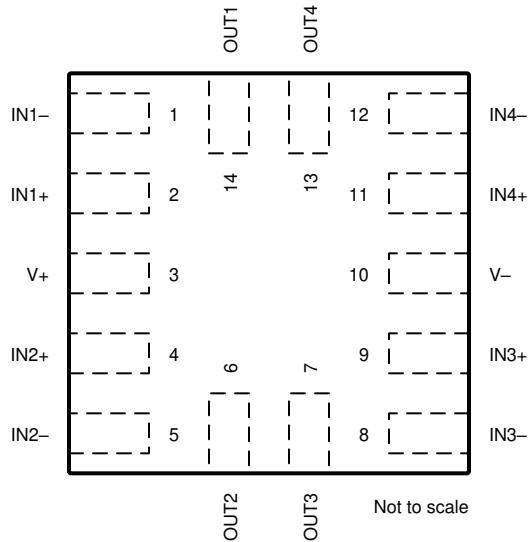 OUT1 OUT4
IN1– 1 12 IN4–
14 13
IN1+ 2 11 IN4+
V+ 3 10 V–
IN2+ 4 9 IN3+
6 7
IN2– 5 8 IN3–
OUT2 OUT3
Not to scale